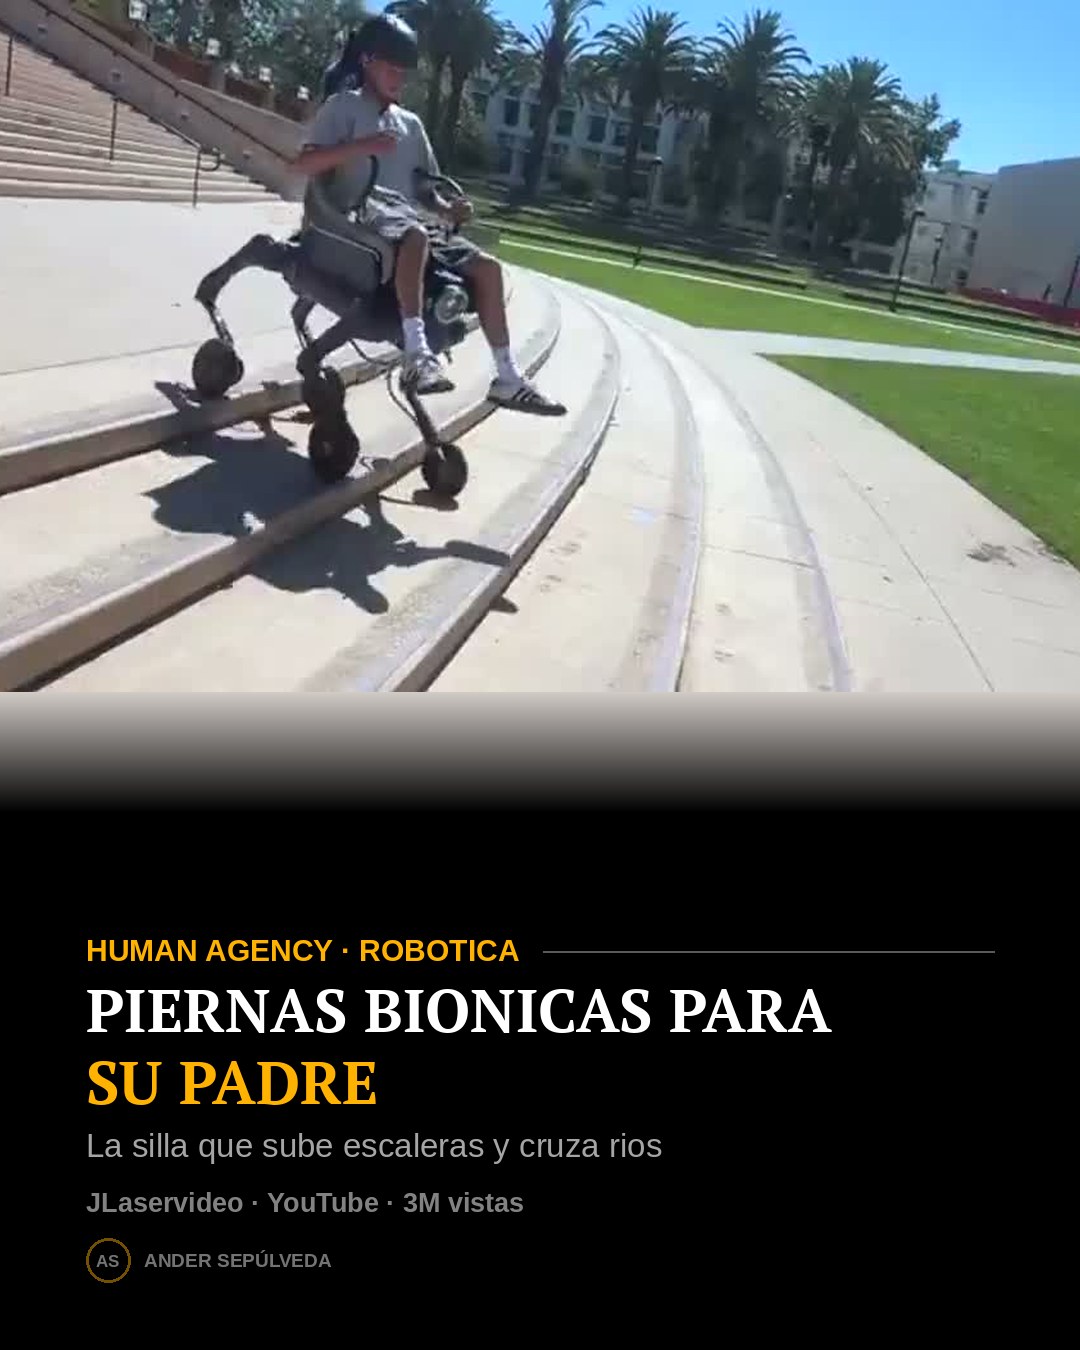 HUMAN AGENCY · ROBOTICA
PIERNAS BIONICAS PARA
SU PADRE
La silla que sube escaleras y cruza rios
JLaservideo · YouTube · 3M vistas
AS ANDER SEPÚLVEDA